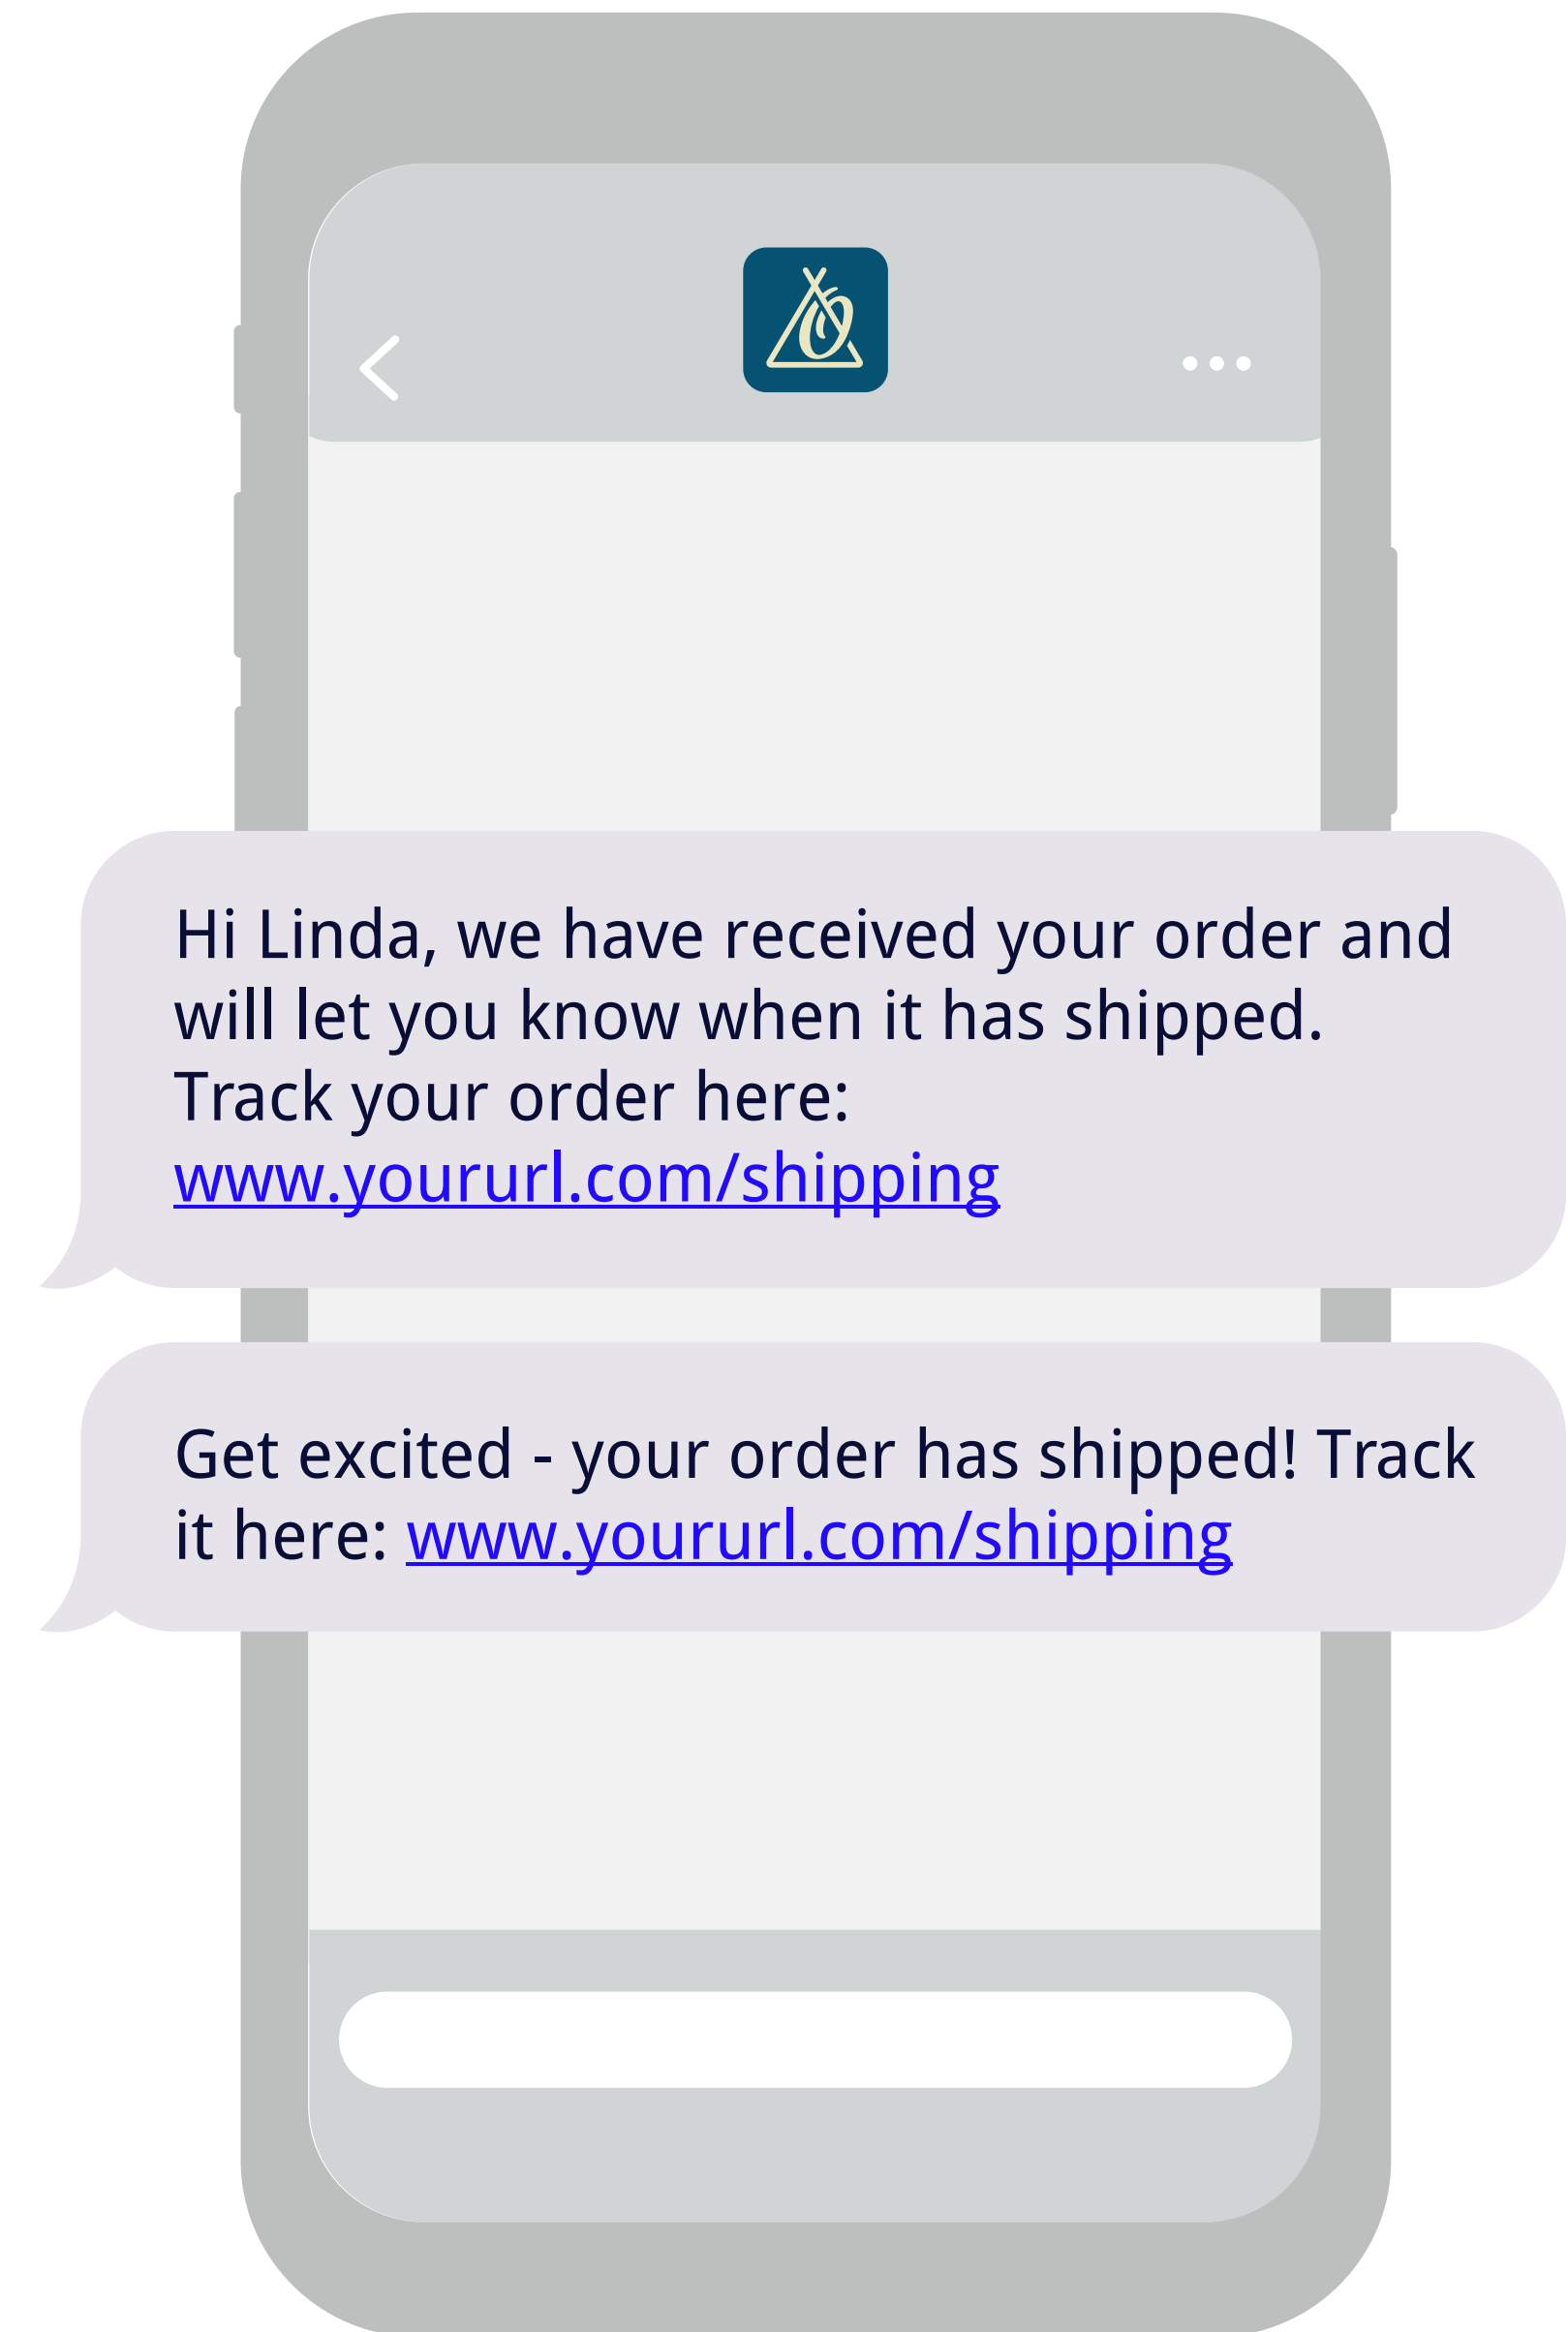 Hi Linda, we have received your order and
will let you know when it has shipped.
Track your order here:
www.yoururl.com/shipping
Get excited - your order has shipped! Track
it here: www.yoururl.com/shipping